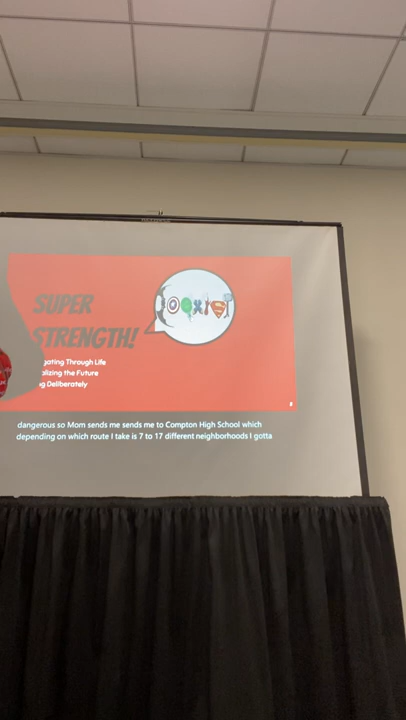 SUPER
STRENGTH!
gating Through Life
olizing the Future
g Deliberately
dangerous so Mom sends me sends me to Compton High School which
depending on which route I take is 7 to 17 different neighborhoods I gotta